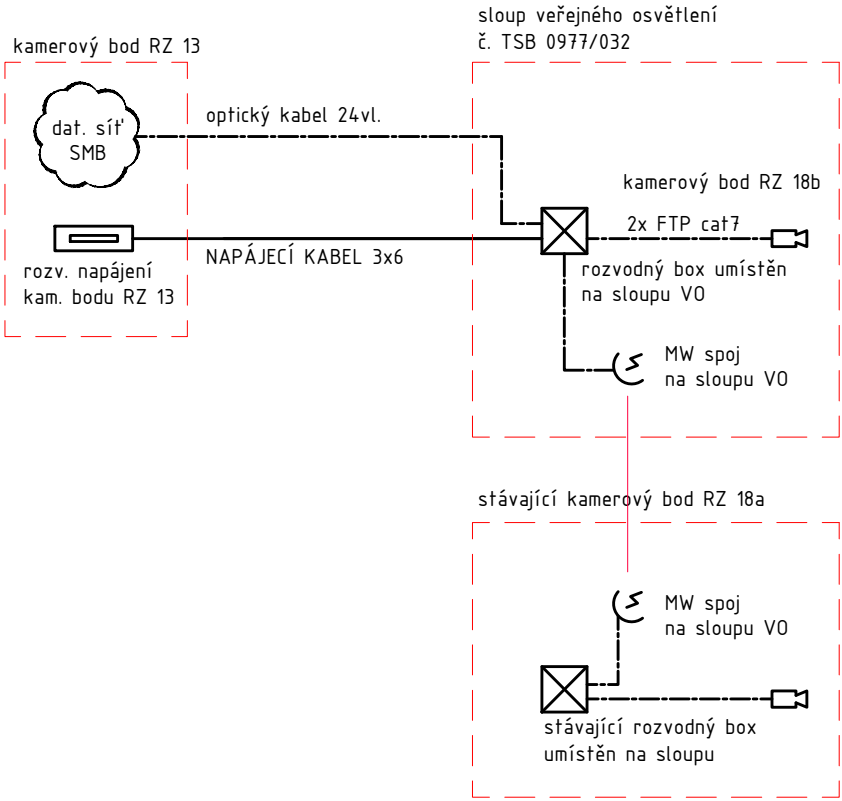 sloup veřejného osvětlení
č. TSB 0977/032
kamerový bod RZ 13
dat. síť
SMB
optický kabel 24vl.
kamerový bod RZ 18b
2x FTP cat7
NAPÁJECÍ KABEL 3x6
rozv. napájení
kam. bodu RZ 13
rozvodný box umístěn
na sloupu VO
MW spoj
na sloupu VO
stávající kamerový bod RZ 18a
MW spoj
na sloupu VO
stávající rozvodný box
umístěn na sloupu